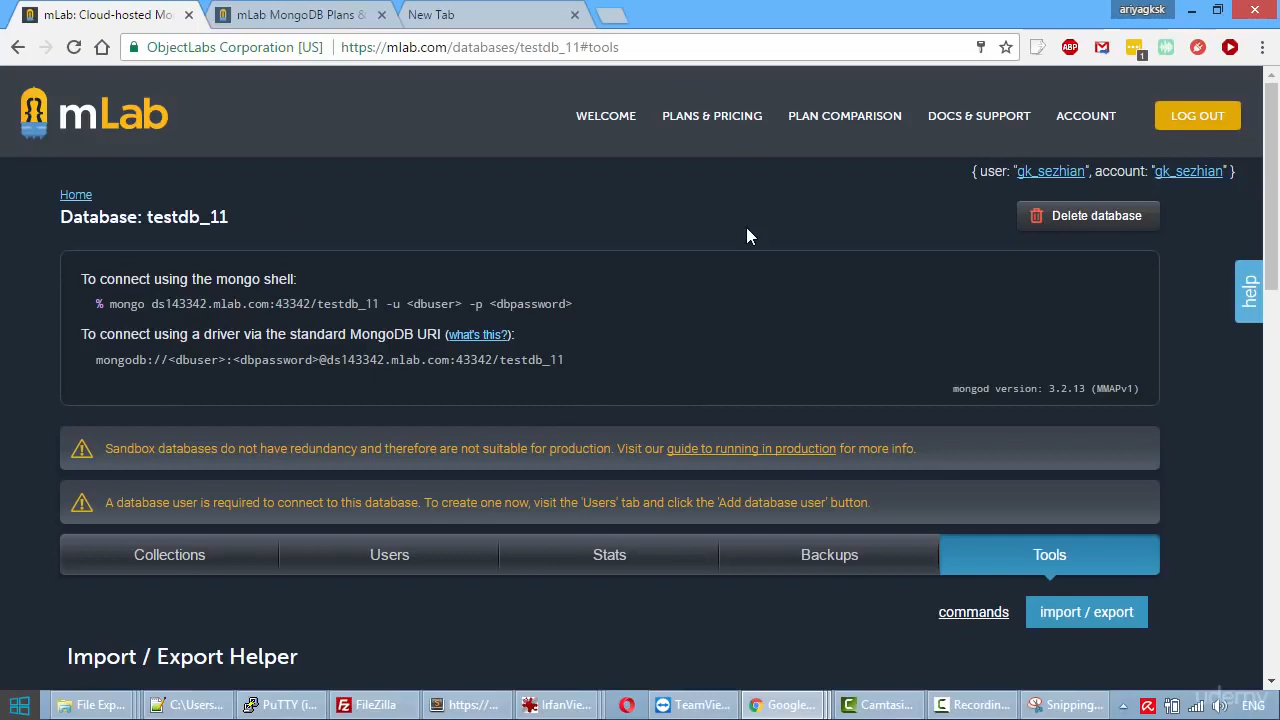 mLab: Cloud-hosted Mo
mLab MongoDB Plans &
New Tab
ariyagksk
ObjectLabs Corporation [US]
https://mlab.com/databases/testdb_11#tools
ABP
1
mLab
WELCOME
PLANS & PRICING
PLAN COMPARISON
DOCS & SUPPORT
ACCOUNT
LOG OUT
{ user: "gk_sezhian", account: "gk_sezhian" }
Home
Database: testdb_11
Delete database
To connect using the mongo shell:
% mongo ds143342.mlab.com:43342/testdb_11 -u <dbuser> -p <dbpassword>
To connect using a driver via the standard MongoDB URI (what's this?):
mongodb://<dbuser>:<dbpassword>@ds143342.mlab.com:43342/testdb_11
mongod version: 3.2.13 (MMAPv1)
help
Sandbox databases do not have redundancy and therefore are not suitable for production. Visit our guide to running in production for more info.
A database user is required to connect to this database. To create one now, visit the 'Users' tab and click the 'Add database user' button.
Collections
Users
Stats
Backups
Tools
commands
import / export
Import / Export Helper
File Exp...
C:\Users...
PuTTY (i...
FileZilla
https://...
IrfanVie...
TeamVie...
Google...
Camtasi...
Recordin...
Snipping...
ENG
udemy